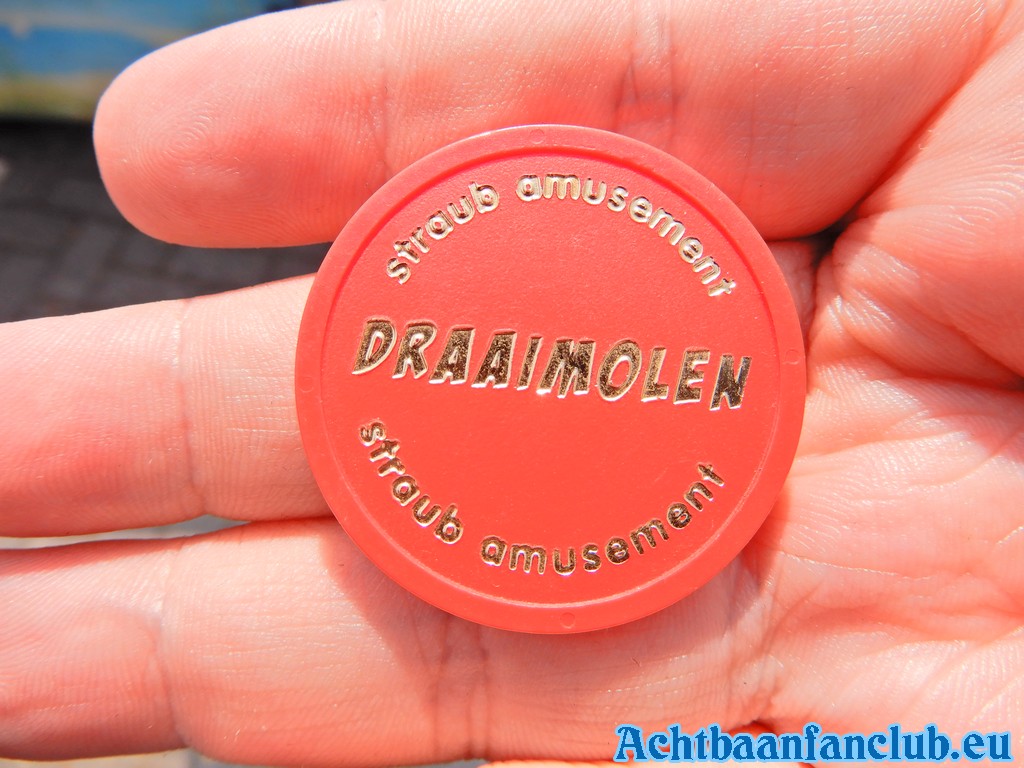 straub amusement
DRAAIMOLEN
straub amusement
Achtbaanfanclub.eu